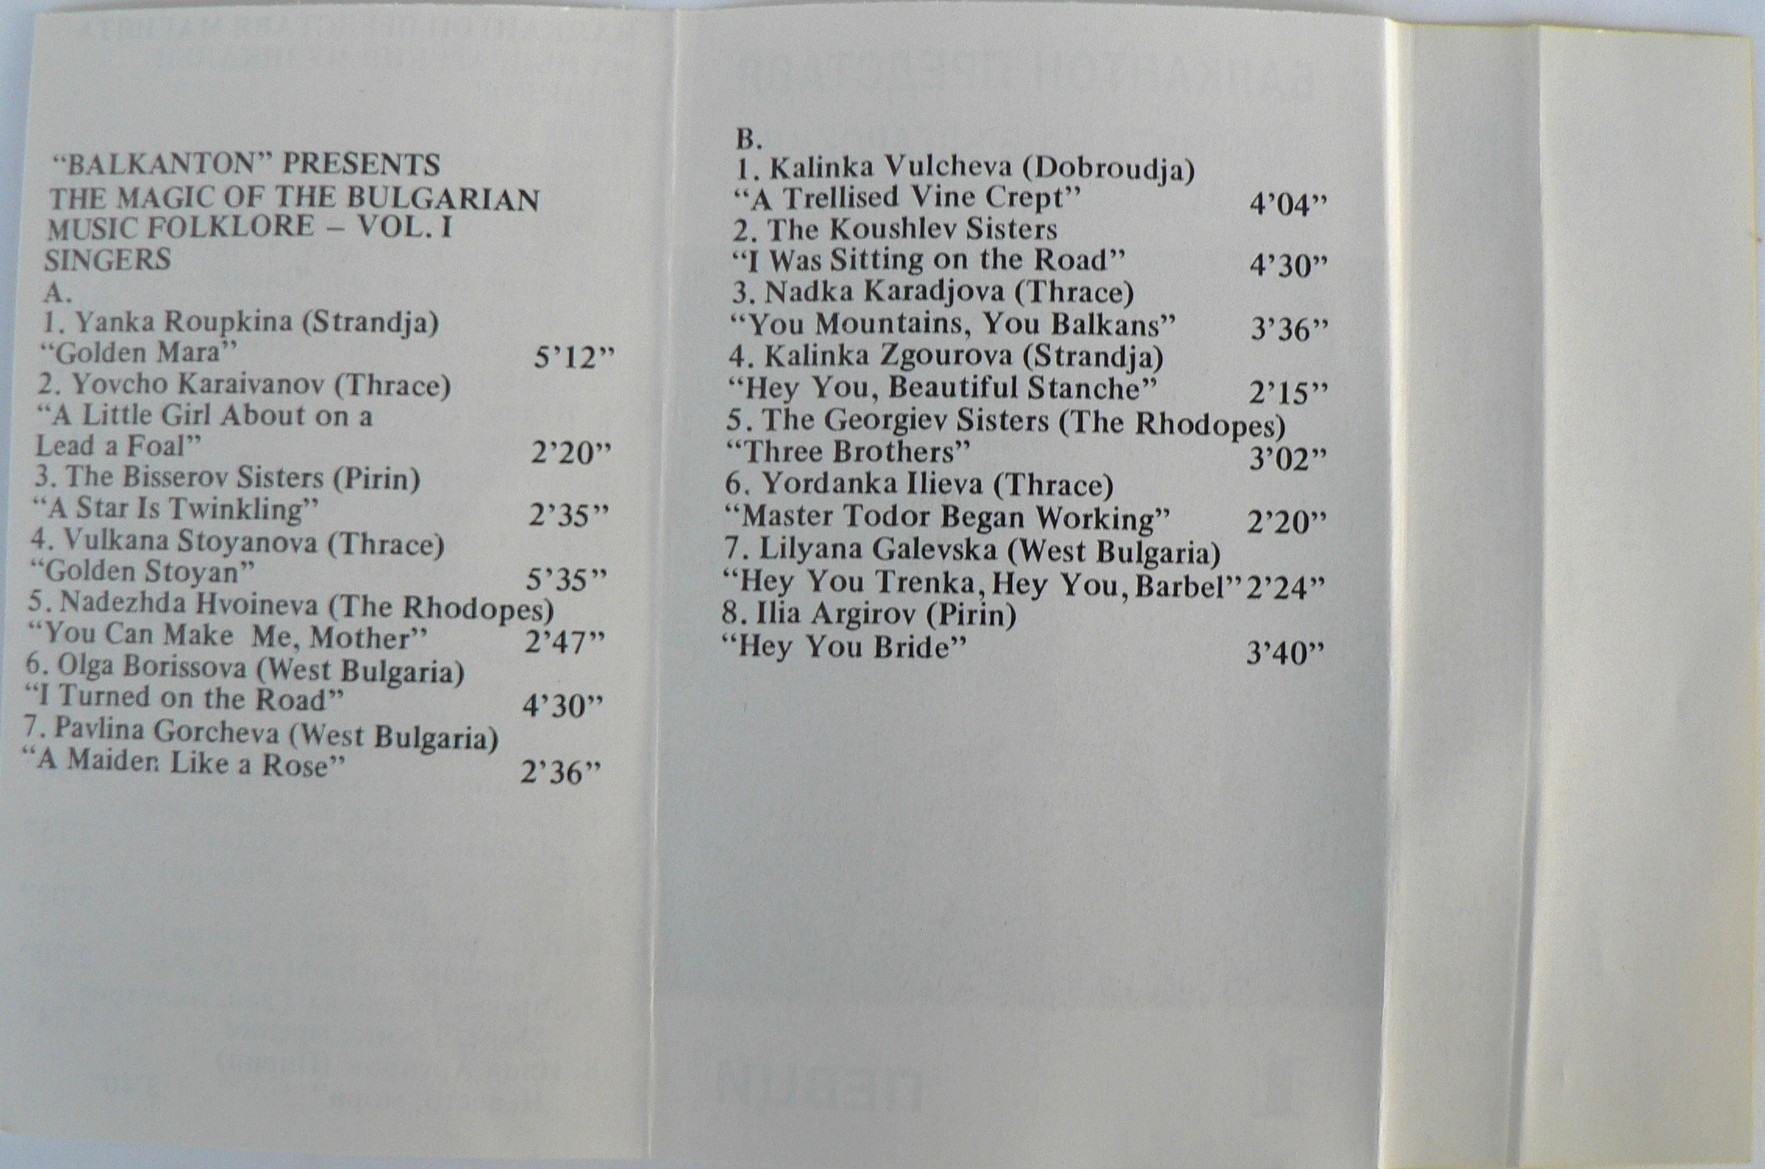 “BALKANTON” PRESENTS
THE MAGIC OF THE BULGARIAN
MUSIC FOLKLORE – VOL. I
SINGERS
A.
1. Yanka Roupkina (Strandja)
“Golden Mara” 5’12”
2. Yovcho Karaivanov (Thrace)
“A Little Girl About on a
Lead a Foal” 2’20”
3. The Bisserov Sisters (Pirin)
“A Star Is Twinkling” 2’35”
4. Vulkana Stoyanova (Thrace)
“Golden Stoyan” 5’35”
5. Nadezhda Hvoineva (The Rhodopes)
“You Can Make Me, Mother” 2’47”
6. Olga Borissova (West Bulgaria)
“I Turned on the Road” 4’30”
7. Pavlina Gorcheva (West Bulgaria)
“A Maiden Like a Rose” 2’36”
B.
1. Kalinka Vulcheva (Dobroudja)
“A Trellised Vine Crept” 4’04”
2. The Koushlev Sisters
“I Was Sitting on the Road” 4’30”
3. Nadka Karadjova (Thrace)
“You Mountains, You Balkans” 3’36”
4. Kalinka Zgourova (Strandja)
“Hey You, Beautiful Stanche” 2’15”
5. The Georgiev Sisters (The Rhodopes)
“Three Brothers” 3’02”
6. Yordanka Ilieva (Thrace)
“Master Todor Began Working” 2’20”
7. Lilyana Galevska (West Bulgaria)
“Hey You Trenka, Hey You, Barbel” 2’24”
8. Ilia Argirov (Pirin)
“Hey You Bride” 3’40”
БАЛКАНТОН ПРЕДСТАВЯ
ПЕВЦИ 1